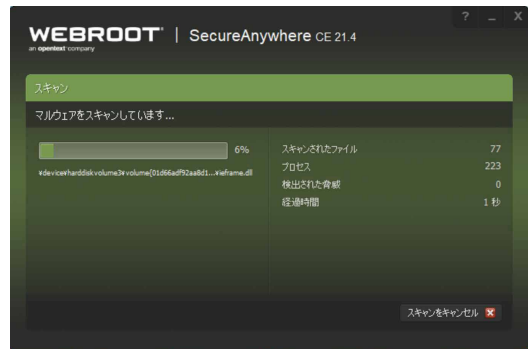 ? – X
WEBROOT | SecureAnywhere CE 21.4
an opentext company
スキャン
マルウェアをスキャンしています...
6%
¥device¥harddiskvolume3¥volume{01d66adf92aa8d1...¥ieframe.dll
スキャンされたファイル 77
プロセス 223
検出された脅威 0
経過時間 1 秒
スキャンをキャンセル